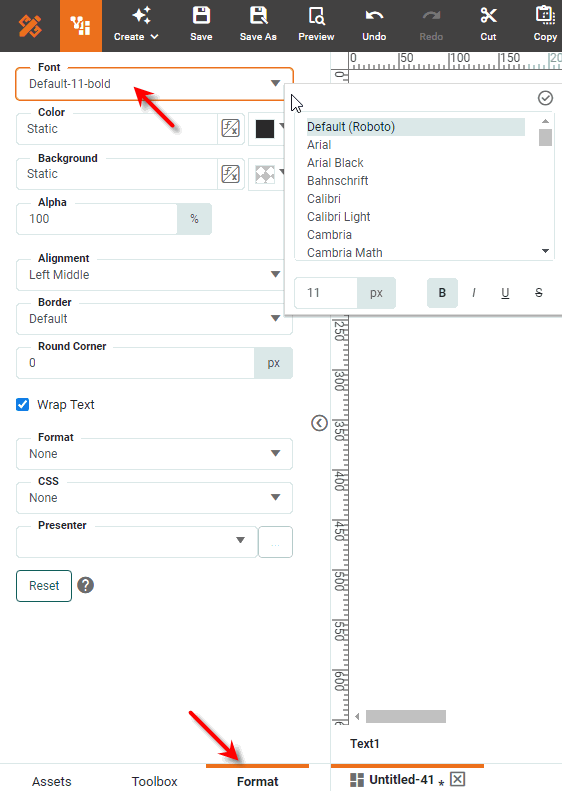 Create
Save
Save As
Preview
Undo
Redo
Cut
Copy
Font
Default-11-bold
Color
Static
Background
Static
Alpha
100 %
Alignment
Left Middle
Border
Default
Round Corner
0 px
Wrap Text
Format
None
CSS
None
Presenter
...
Reset ?
Default (Roboto)
Arial
Arial Black
Bahnschrift
Calibri
Calibri Light
Cambria
Cambria Math
11 px B I U S
0 50 100 150 200
0
250
300
350
400
450
500
550
600
Text1
Assets
Toolbox
Format
Untitled-41 *